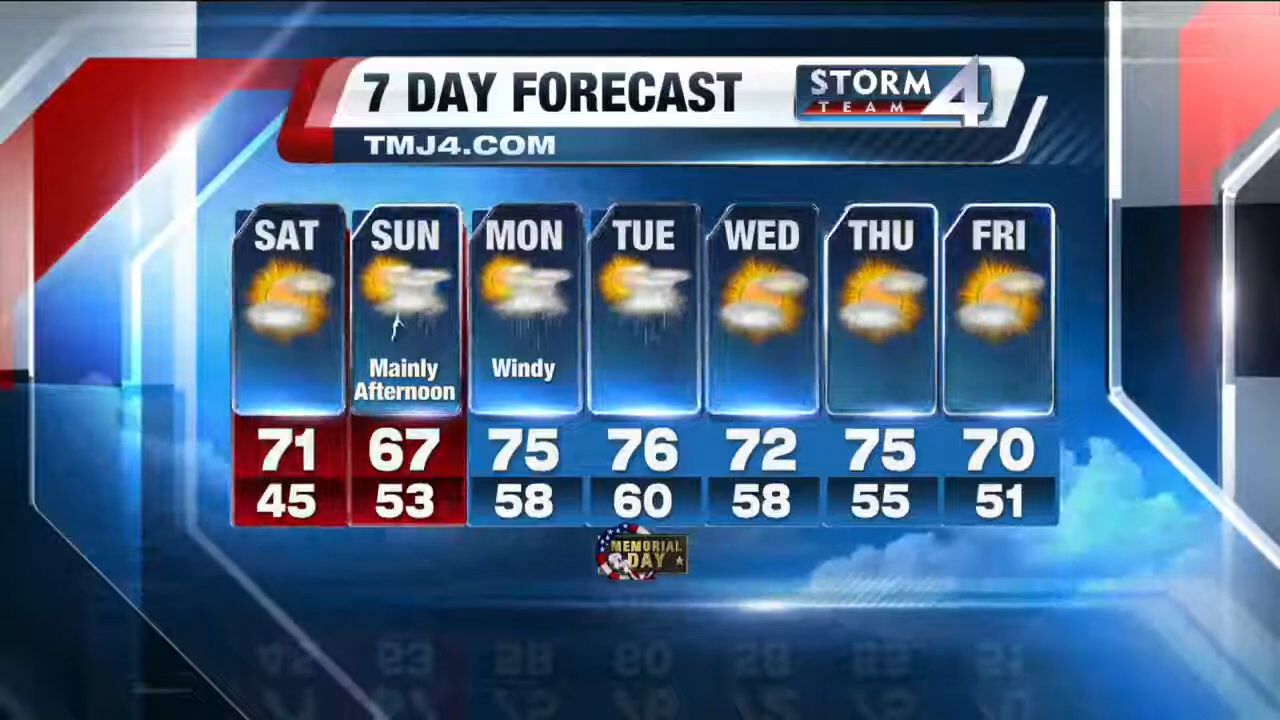 7 DAY FORECAST
STORM 4
TEAM
TMJ4.COM
SAT SUN MON TUE WED THU FRI
Mainly Afternoon
Windy
71 67 75 76 72 75 70
45 53 58 60 58 55 51
MEMORIAL
DAY